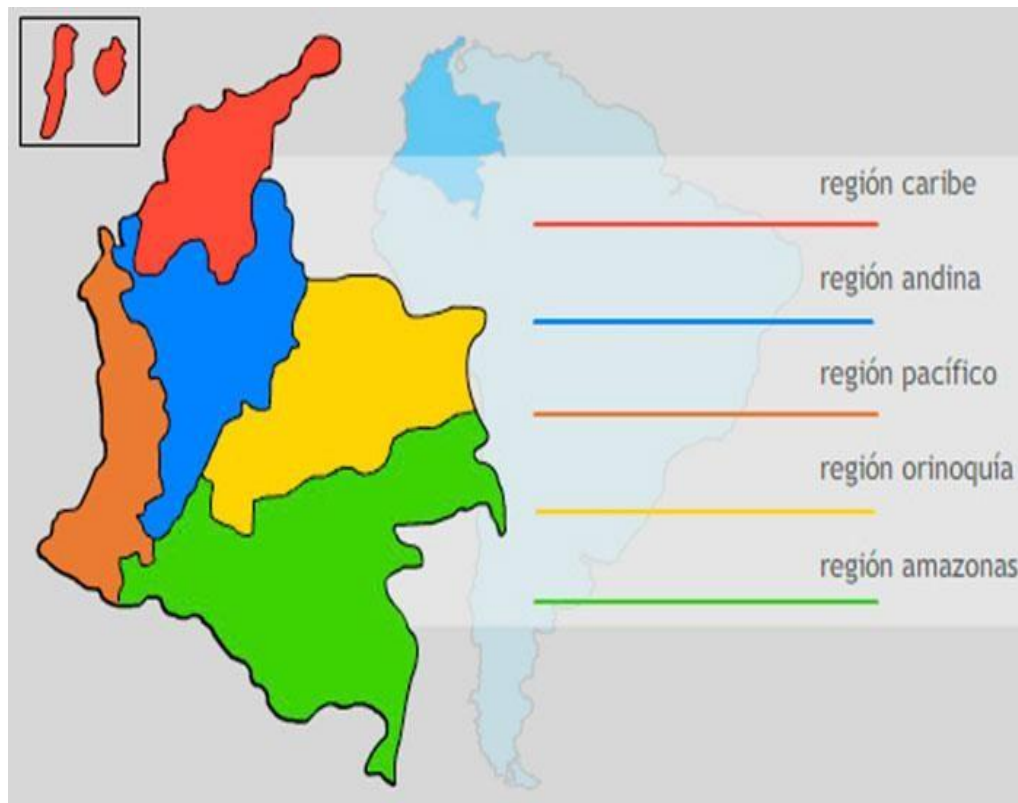 región caribe
región andina
región pacífico
región orinoquía
región amazonas